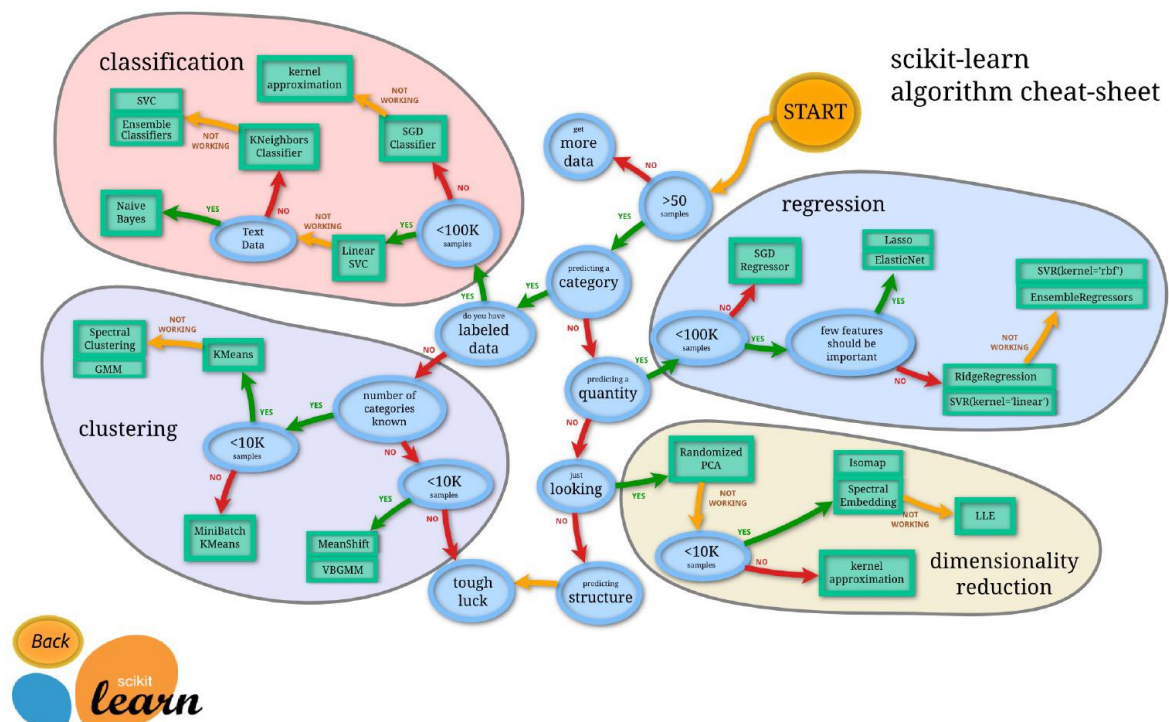 scikit-learn
algorithm cheat-sheet
START
classification
kernel
approximation
NOT
WORKING
SVC
Ensemble
Classifiers
NOT
WORKING
KNeighbors
Classifier
SGD
Classifier
NO
Naive
Bayes
YES
Text
Data
NO
NOT
WORKING
Linear
SVC
YES
<100K
samples
YES
get
more
data
NO
>50
samples
YES
predicting a
category
YES
do you have
labeled
data
NO
NO
predicting a
quantity
YES
NO
just
looking
YES
NO
predicting
structure
tough
luck
regression
SGD
Regressor
NO
<100K
samples
YES
Lasso
ElasticNet
YES
few features
should be
important
NO
SVR(kernel='rbf')
EnsembleRegressors
NOT
WORKING
RidgeRegression
SVR(kernel='linear')
clustering
Spectral
Clustering
GMM
NOT
WORKING
KMeans
YES
<10K
samples
YES
number of
categories
known
NO
NO
MiniBatch
KMeans
<10K
samples
YES
NO
MeanShift
VBGMM
Randomized
PCA
NOT
WORKING
<10K
samples
YES
NO
Isomap
Spectral
Embedding
NOT
WORKING
LLE
kernel
approximation
dimensionality
reduction
Back
scikit
learn